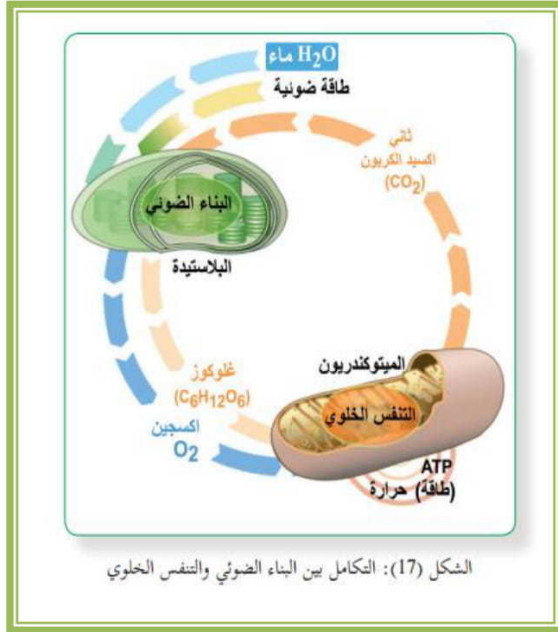 ماء H2O
طاقة ضوئية
ثاني
اكسيد الكربون
(CO2)
البناء الضوئي
البلاستيدة
الميتوكندريون
غلوكوز
(C6H12O6)
التنفس الخلوي
اكسجين
O2
ATP
(طاقة) حرارة
الشكل (17): التكامل بين البناء الضوئي والتنفس الخلوي